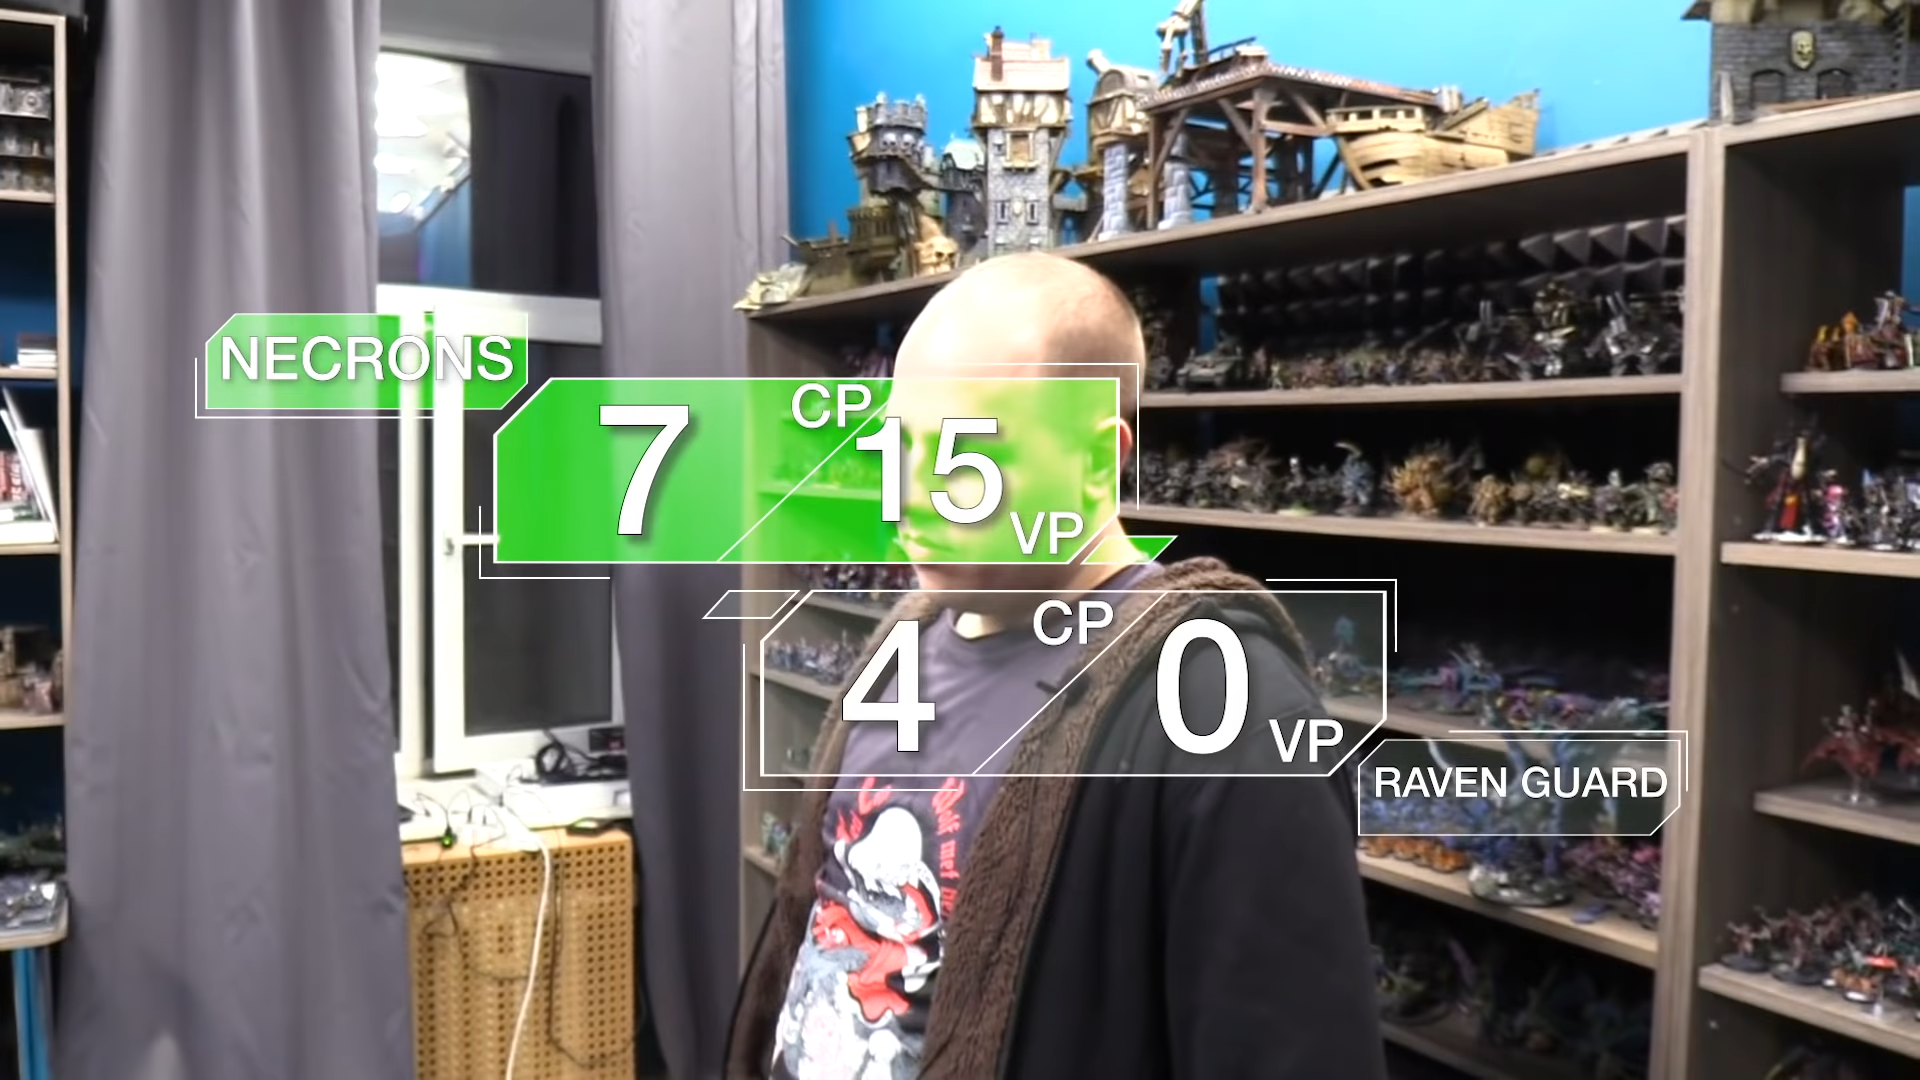 NECRONS
7 CP 15 VP
4 CP 0 VP
RAVEN GUARD